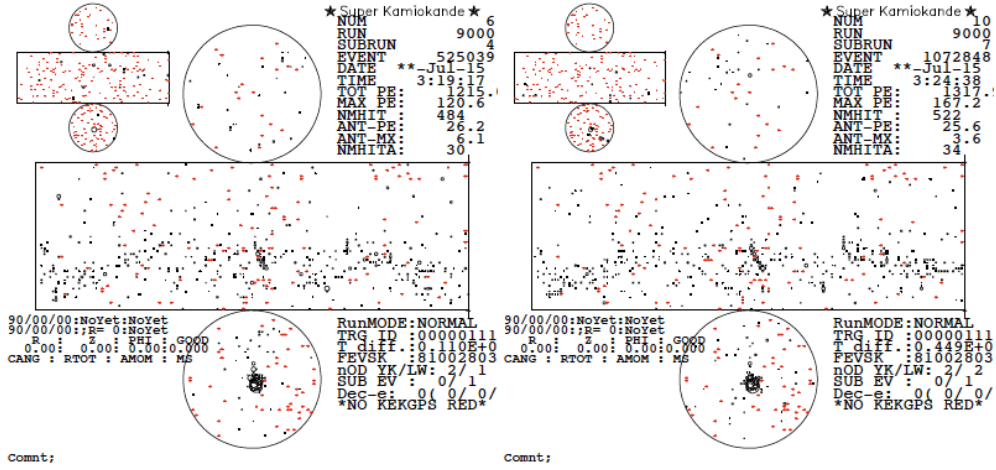 ★ Super Kamiokande ★
NUM 6
RUN 9000
SUBRUN 4
EVENT 525039
DATE **-Jul-15
TIME 3:19:17
TOT PE: 1215.
MAX PE: 120.6
NMHIT : 484
ANT-PE: 26.2
ANT-MX: 6.1
NMHITA: 30
90/00/00:NoYet:NoYet
90/00/00:;R= 0:NoYet
R : Z : PHI : GOOD
0.00: 0.00: 0.00:0.000
CANG : RTOT : AMOM : MS
RunMODE:NORMAL
TRG ID :00000111
T diff.:0.110E+0
FEVSK :81002803
nOD YK/LW: 2/ 1
SUB EV : 0/ 1
Dec-e: 0( 0/ 0/
*NO KEKGPS RED*
Comnt;
★ Super Kamiokande ★
NUM 10
RUN 9000
SUBRUN 7
EVENT 1072848
DATE **-Jul-15
TIME 3:24:38
TOT PE: 1317.
MAX PE: 167.2
NMHIT : 522
ANT-PE: 25.6
ANT-MX: 3.6
NMHITA: 34
90/00/00:NoYet:NoYet
90/00/00:;R= 0:NoYet
R : Z : PHI : GOOD
0.00: 0.00: 0.00:0.000
CANG : RTOT : AMOM : MS
RunMODE:NORMAL
TRG ID :00000111
T diff.:0.449E+0
FEVSK :81002803
nOD YK/LW: 2/ 2
SUB EV : 0/ 1
Dec-e: 0( 0/ 0/
*NO KEKGPS RED*
Comnt;